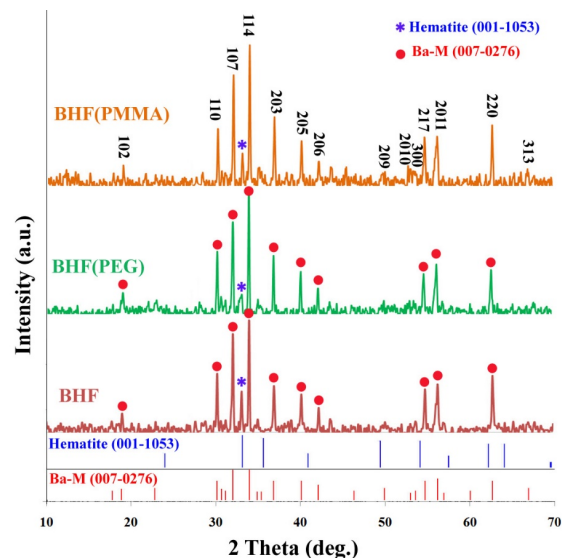 114
* Hematite (001-1053)
● Ba-M (007-0276)
107
BHF(PMMA)
110
*
203
102
205
206
209
2010
300
217
2011
220
313
BHF(PEG)
*
BHF
*
Intensity (a.u.)
Hematite (001-1053)
Ba-M (007-0276)
10 20 30 40 50 60 70
2 Theta (deg.)